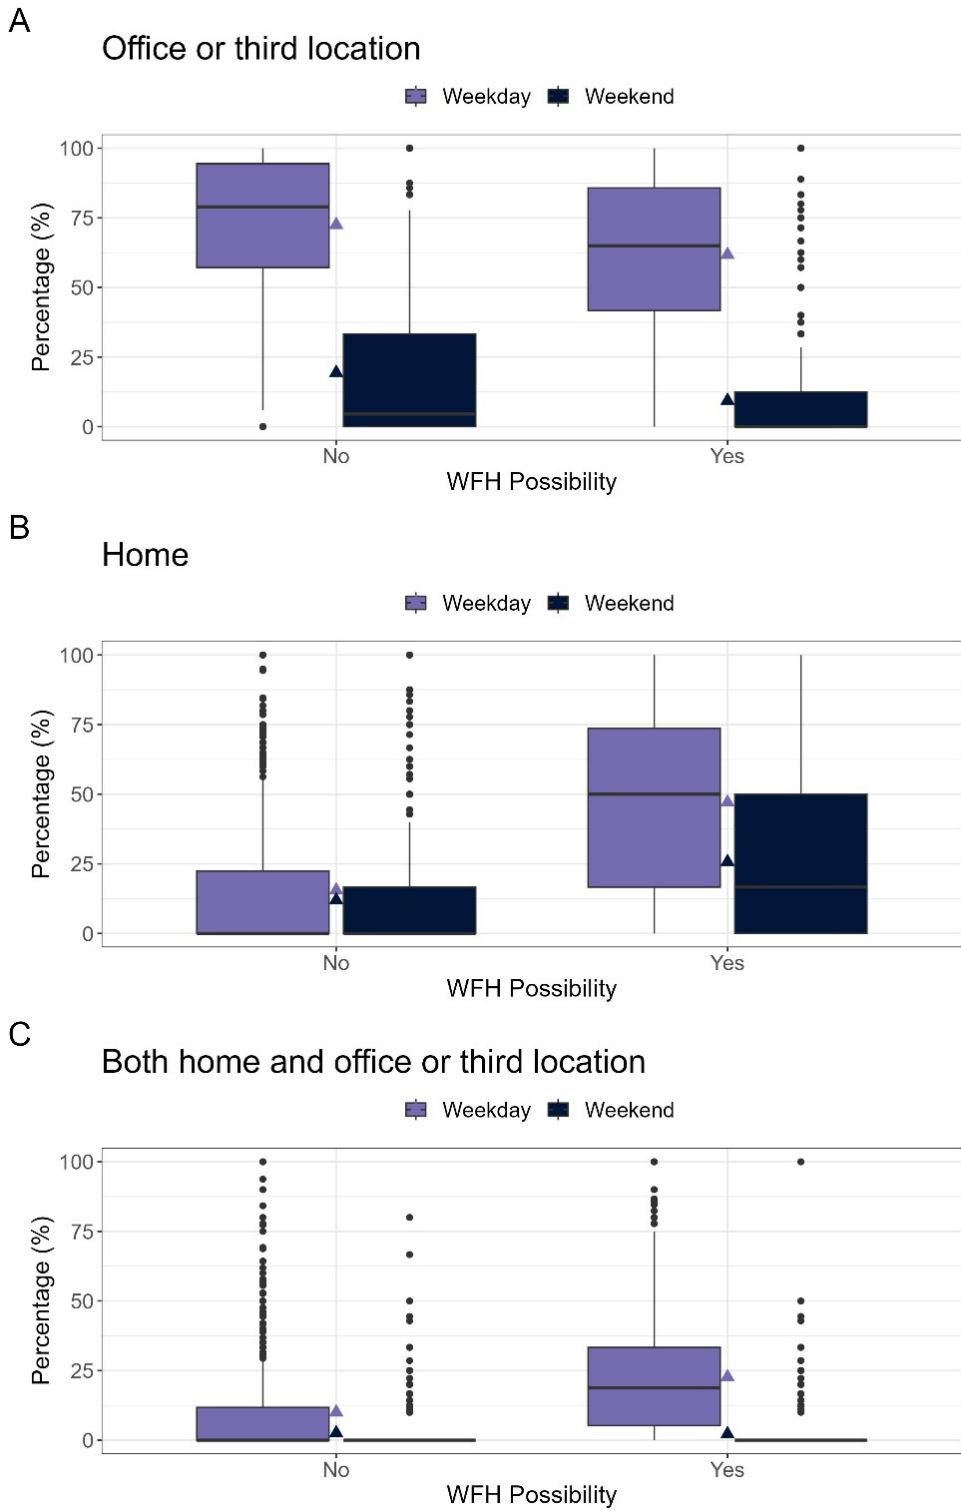 A
Office or third location
Weekday Weekend
100
75
50
25
0
Percentage (%)
No Yes
WFH Possibility
B
Home
Weekday Weekend
100
75
50
25
0
Percentage (%)
No Yes
WFH Possibility
C
Both home and office or third location
Weekday Weekend
100
75
50
25
0
Percentage (%)
No Yes
WFH Possibility